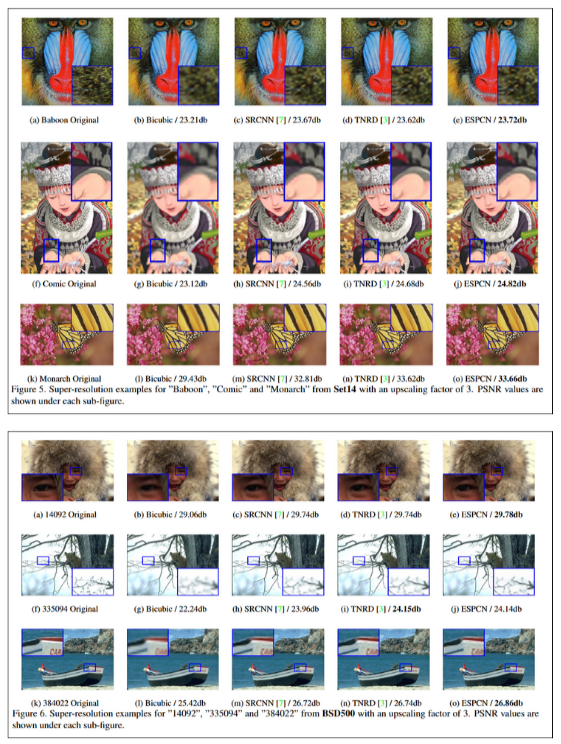 (a) Baboon Original (b) Bicubic / 23.21db (c) SRCNN [7] / 23.67db (d) TNRD [3] / 23.62db (e) ESPCN / 23.72db
(f) Comic Original (g) Bicubic / 23.12db (h) SRCNN [7] / 24.56db (i) TNRD [3] / 24.68db (j) ESPCN / 24.82db
(k) Monarch Original (l) Bicubic / 29.43db (m) SRCNN [7] / 32.81db (n) TNRD [3] / 33.62db (o) ESPCN / 33.66db
Figure 5. Super-resolution examples for "Baboon", "Comic" and "Monarch" from Set14 with an upscaling factor of 3. PSNR values are
shown under each sub-figure.
(a) 14092 Original (b) Bicubic / 29.06db (c) SRCNN [7] / 29.74db (d) TNRD [3] / 29.74db (e) ESPCN / 29.78db
(f) 335094 Original (g) Bicubic / 22.24db (h) SRCNN [7] / 23.96db (i) TNRD [3] / 24.15db (j) ESPCN / 24.14db
(k) 384022 Original (l) Bicubic / 25.42db (m) SRCNN [7] / 26.72db (n) TNRD [3] / 26.74db (o) ESPCN / 26.86db
Figure 6. Super-resolution examples for "14092", "335094" and "384022" from BSD500 with an upscaling factor of 3. PSNR values are
shown under each sub-figure.